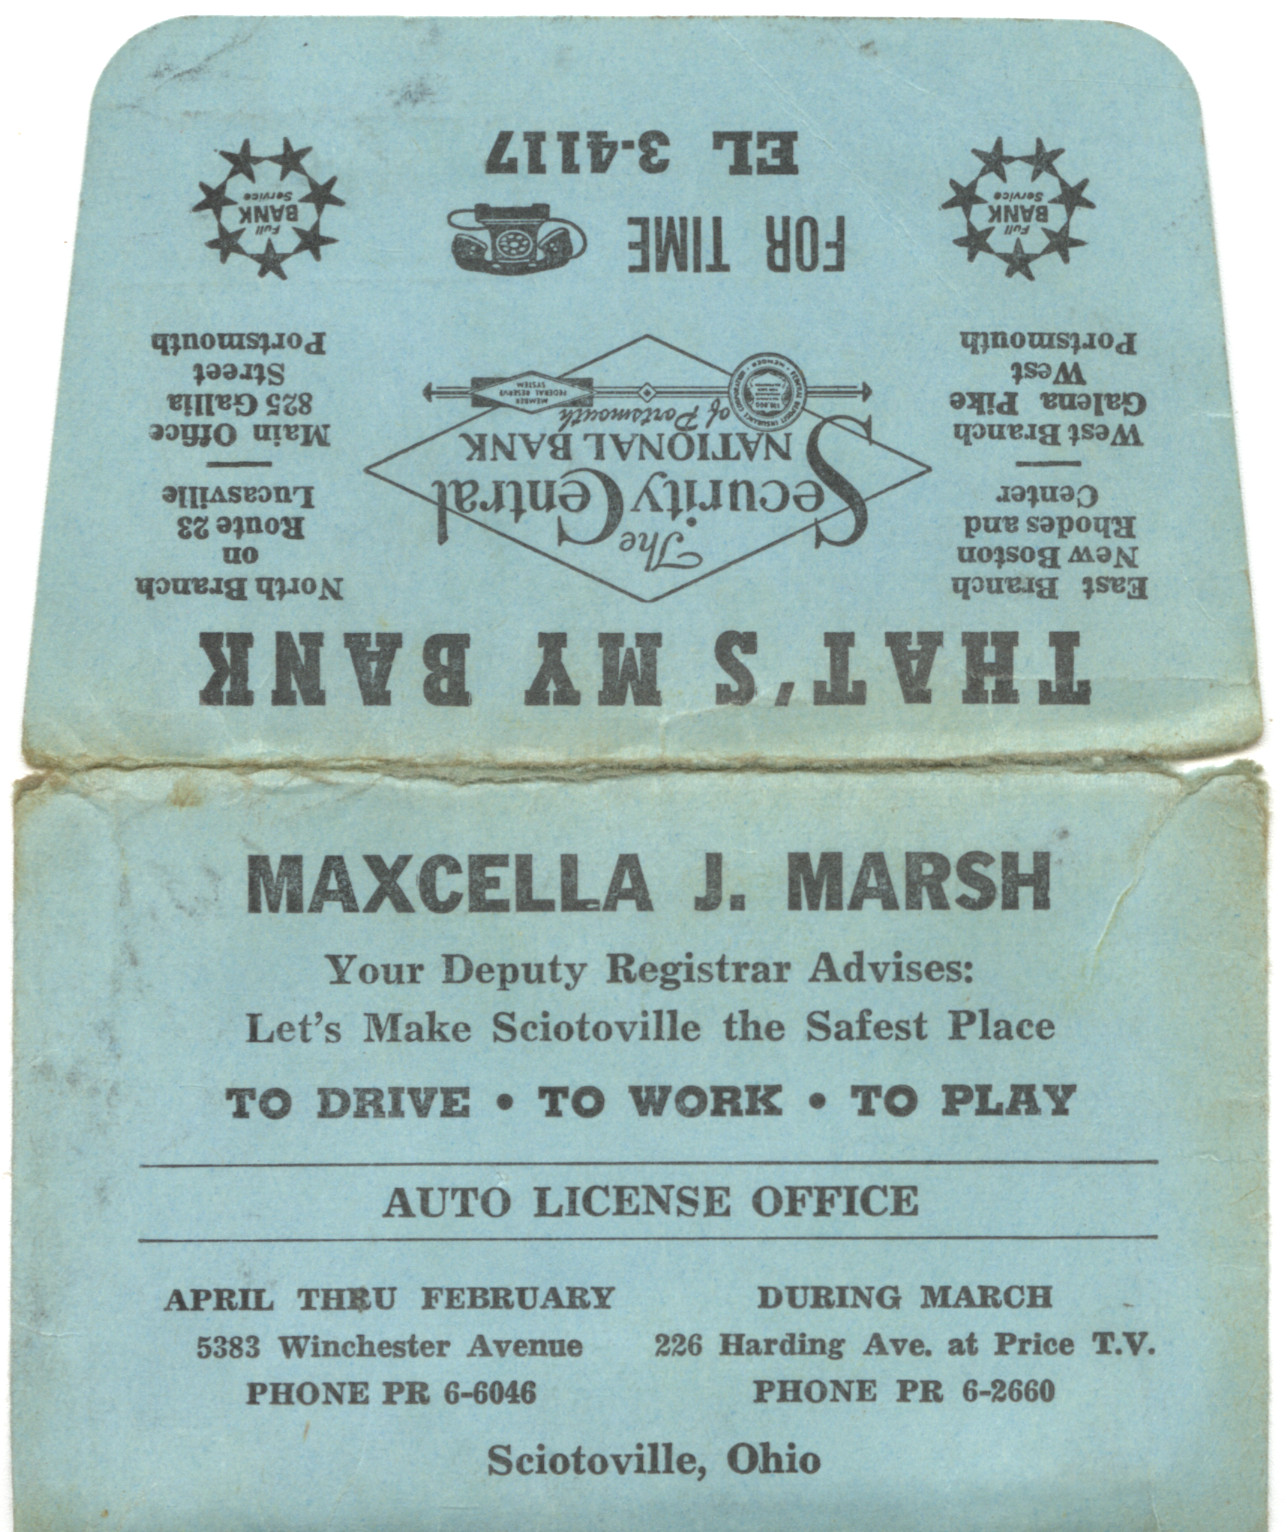 THAT'S MY BANK
East Branch
New Boston
Rhodes and
Center
West Branch
Galena Pike
West
Portsmouth
The
Security Central
NATIONAL BANK
of Portsmouth
MEMBER
FEDERAL RESERVE
SYSTEM
North Branch
on
Route 23
Lucasville
Main Office
825 Gallia
Street
Portsmouth
Full
BANK
Service
FOR TIME
EL 3-4117
Full
BANK
Service
MAXCELLA J. MARSH
Your Deputy Registrar Advises:
Let's Make Sciotoville the Safest Place
TO DRIVE • TO WORK • TO PLAY
AUTO LICENSE OFFICE
APRIL THRU FEBRUARY
5383 Winchester Avenue
PHONE PR 6-6046
DURING MARCH
226 Harding Ave. at Price T.V.
PHONE PR 6-2660
Sciotoville, Ohio